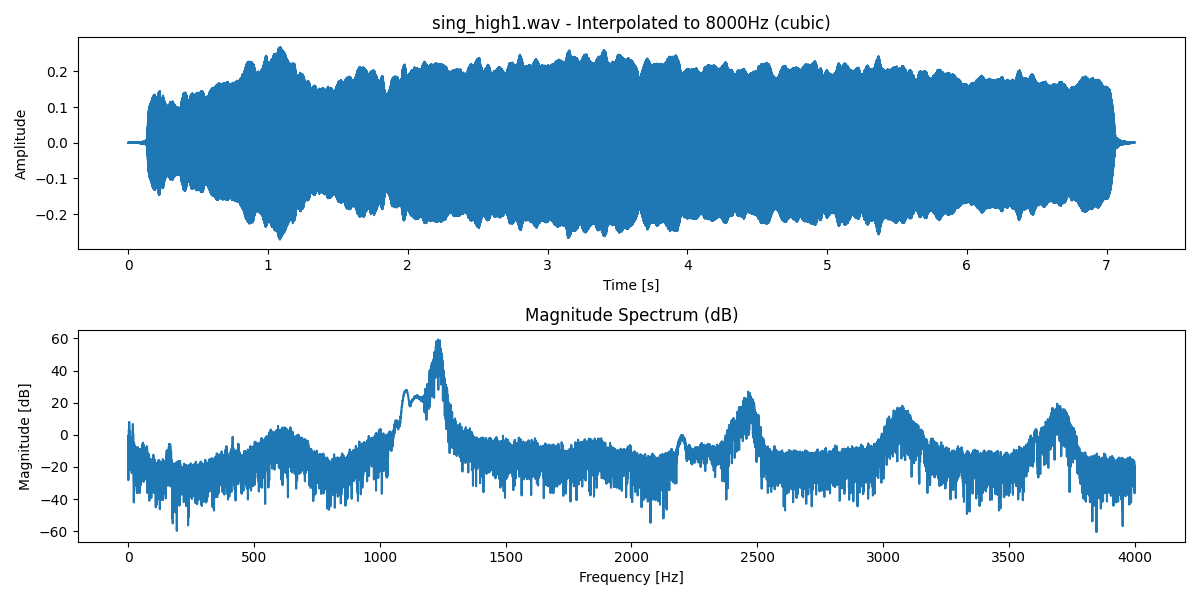 sing_high1.wav - Interpolated to 8000Hz (cubic)
0.2
0.1
0.0
−0.1
−0.2
Amplitude
0 1 2 3 4 5 6 7
Time [s]
Magnitude Spectrum (dB)
60
40
20
0
−20
−40
−60
Magnitude [dB]
0 500 1000 1500 2000 2500 3000 3500 4000
Frequency [Hz]